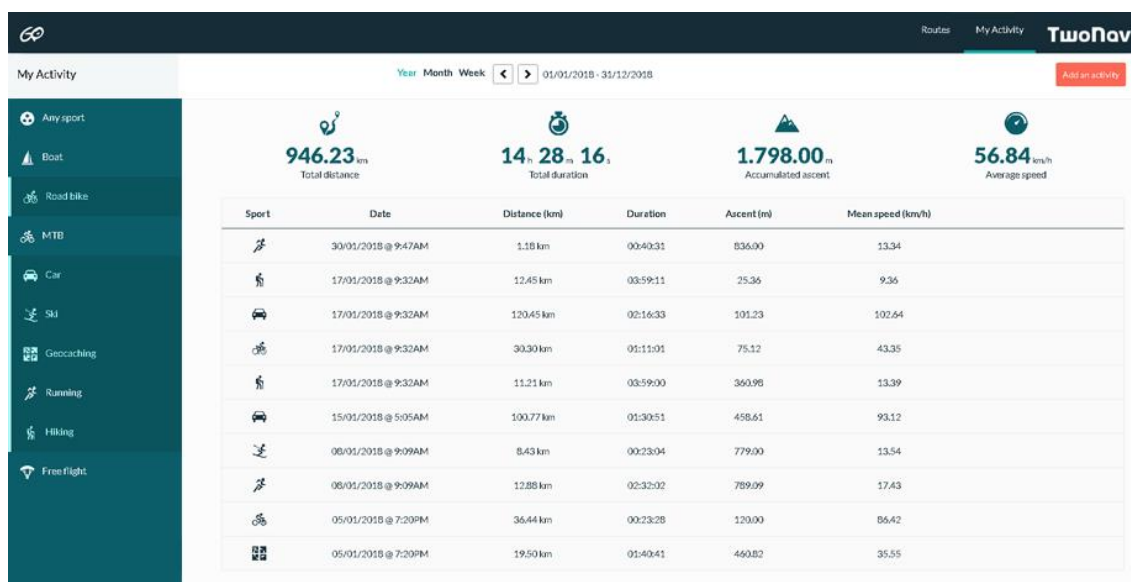 Routes My Activity TwoNav
My Activity
Year Month Week 01/01/2018 - 31/12/2018
Add an activity
Any sport
Boat
Road bike
MTB
Car
Ski
Geocaching
Running
Hiking
Free flight
946.23 km
Total distance
14h 28m 16s
Total duration
1.798.00 m
Accumulated ascent
56.84 km/h
Average speed
Sport Date Distance (km) Duration Ascent (m) Mean speed (km/h)
30/01/2018 @ 9:47AM 1.18 km 00:40:31 836.00 13.34
17/01/2018 @ 9:32AM 12.45 km 03:59:11 25.36 9.36
17/01/2018 @ 9:32AM 120.45 km 02:16:33 101.23 102.64
17/01/2018 @ 9:32AM 30.30 km 01:11:01 75.12 43.35
17/01/2018 @ 9:32AM 11.21 km 03:59:00 360.98 13.39
15/01/2018 @ 5:05AM 100.77 km 01:30:51 458.61 93.12
08/01/2018 @ 9:09AM 8.43 km 00:23:04 779.00 13.54
08/01/2018 @ 9:09AM 12.88 km 02:32:02 789.09 17.43
05/01/2018 @ 7:20PM 36.44 km 00:23:28 120.00 86.42
05/01/2018 @ 7:20PM 19.50 km 01:40:41 460.82 35.55